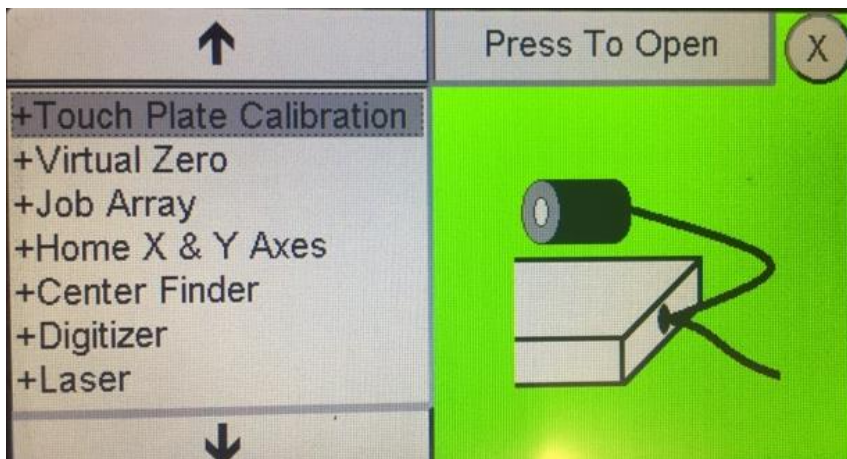 Press To Open
X
+Touch Plate Calibration
+Virtual Zero
+Job Array
+Home X & Y Axes
+Center Finder
+Digitizer
+Laser